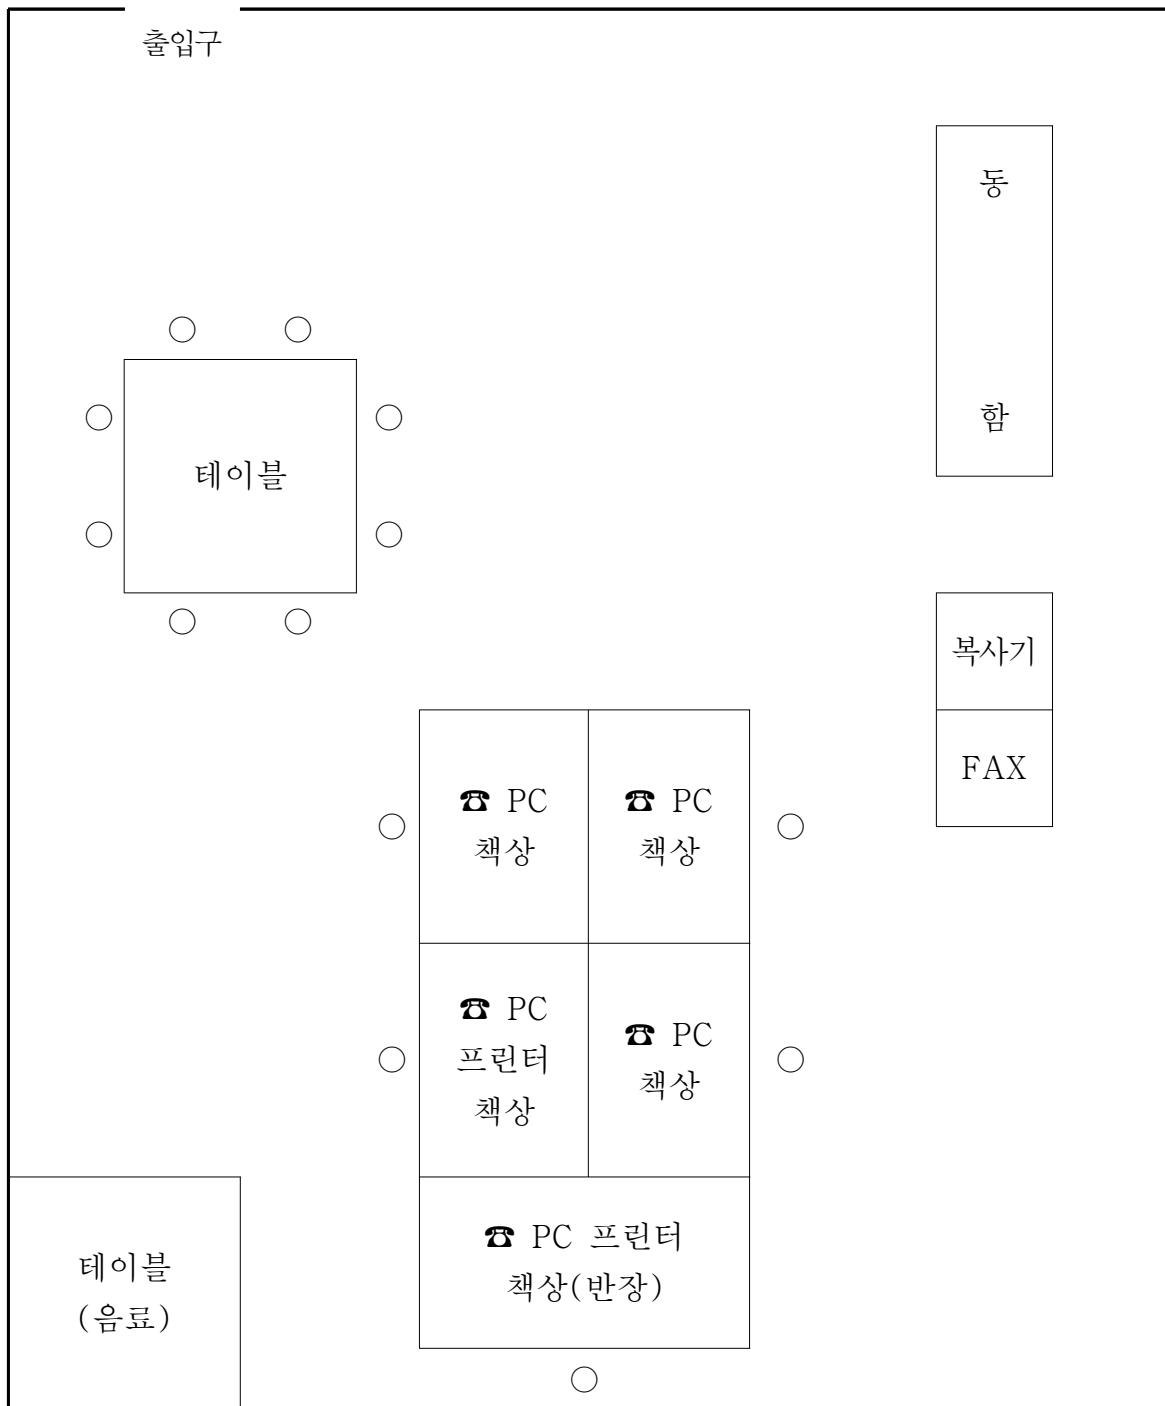 출입구
동
함
테이블
복사기
FAX
☎ PC
책상
☎ PC
책상
☎ PC
프린터
책상
☎ PC
책상
☎ PC 프린터
책상(반장)
테이블
(음료)